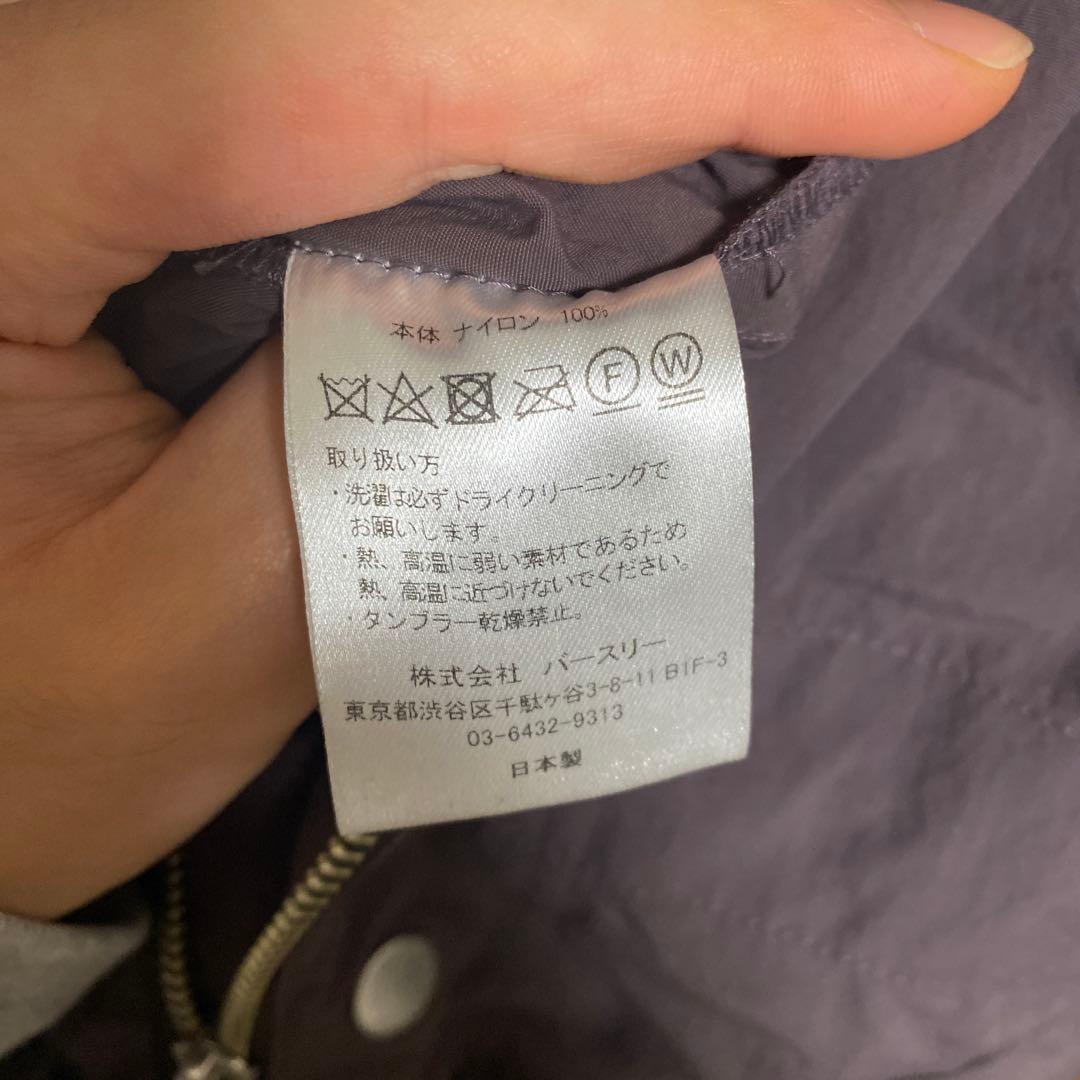 本体 ナイロン 100%
F W
取り扱い方
・洗濯は必ずドライクリーニングで
お願いします。
・熱、高温に弱い素材であるため
熱、高温に近づけないでください。
・タンブラー乾燥禁止。
株式会社 バースリー
東京都渋谷区千駄ヶ谷3-8-11 B1F-3
03-6432-9313
日本製